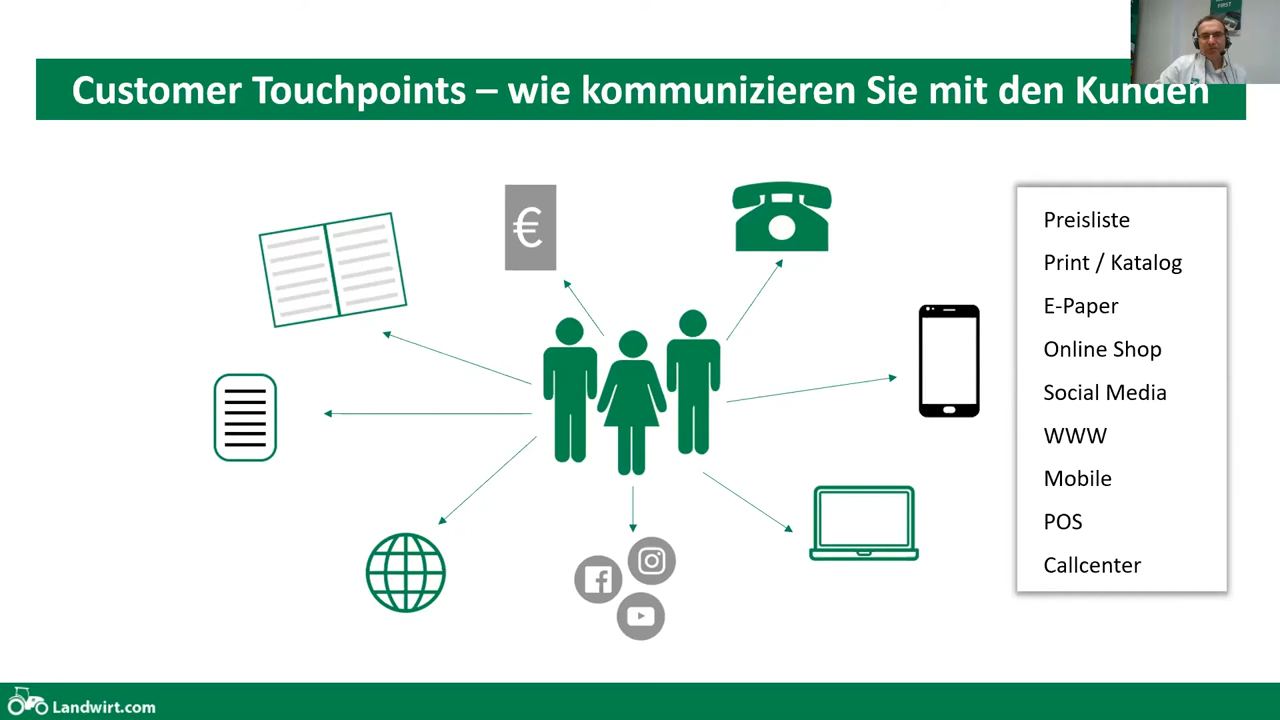 FIRST
Customer Touchpoints – wie kommunizieren Sie mit den Kunden
€
Preisliste
Print / Katalog
E-Paper
Online Shop
Social Media
WWW
Mobile
POS
Callcenter
Landwirt.com